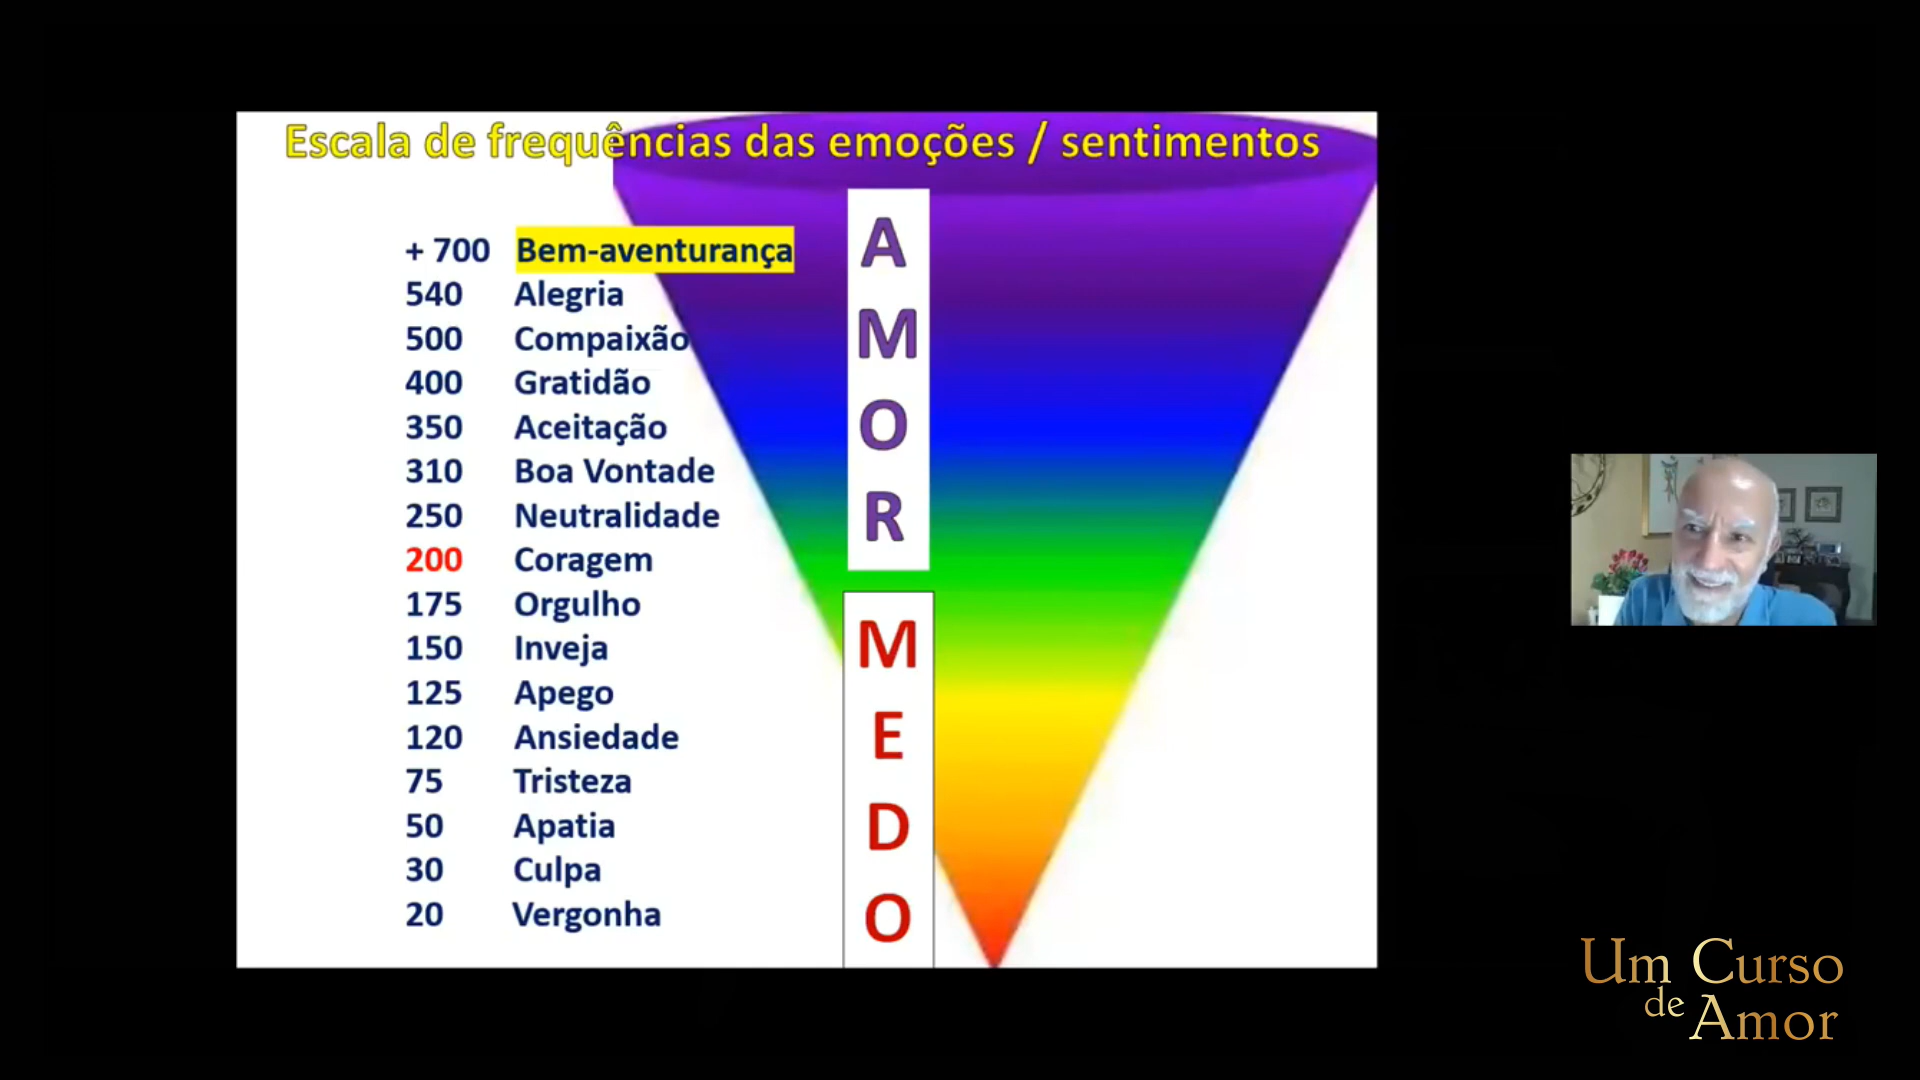 Escala de frequências das emoções / sentimentos
+ 700 Bem-aventurança
540 Alegria
500 Compaixão
400 Gratidão
350 Aceitação
310 Boa Vontade
250 Neutralidade
200 Coragem
175 Orgulho
150 Inveja
125 Apego
120 Ansiedade
75 Tristeza
50 Apatia
30 Culpa
20 Vergonha
A
M
O
R
M
E
D
O
Um Curso
de Amor